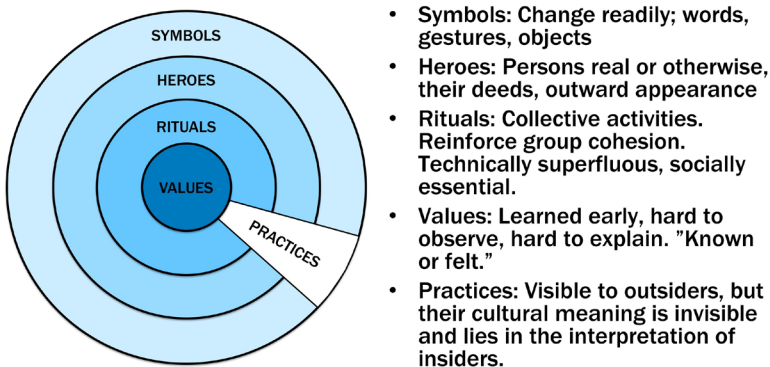 SYMBOLS
HEROES
RITUALS
VALUES
PRACTICES
• Symbols: Change readily; words,
gestures, objects
• Heroes: Persons real or otherwise,
their deeds, outward appearance
• Rituals: Collective activities.
Reinforce group cohesion.
Technically superfluous, socially
essential.
• Values: Learned early, hard to
observe, hard to explain. ”Known
or felt.”
• Practices: Visible to outsiders, but
their cultural meaning is invisible
and lies in the interpretation of
insiders.